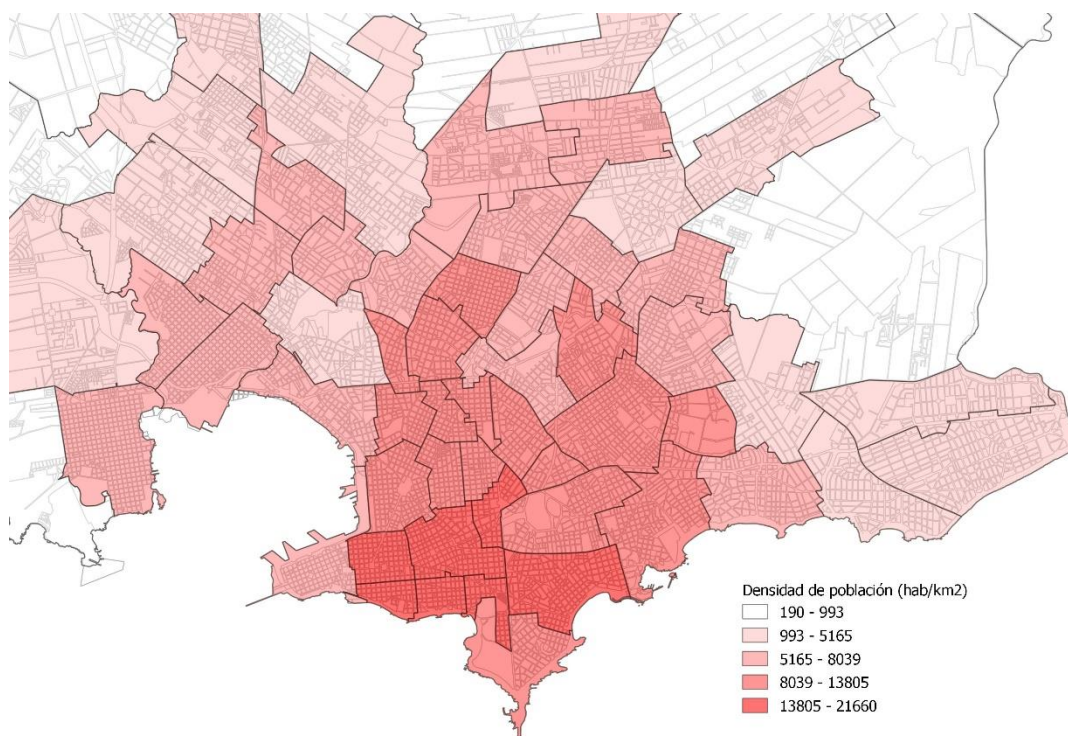 Densidad de población (hab/km2)
190 - 993
993 - 5165
5165 - 8039
8039 - 13805
13805 - 21660